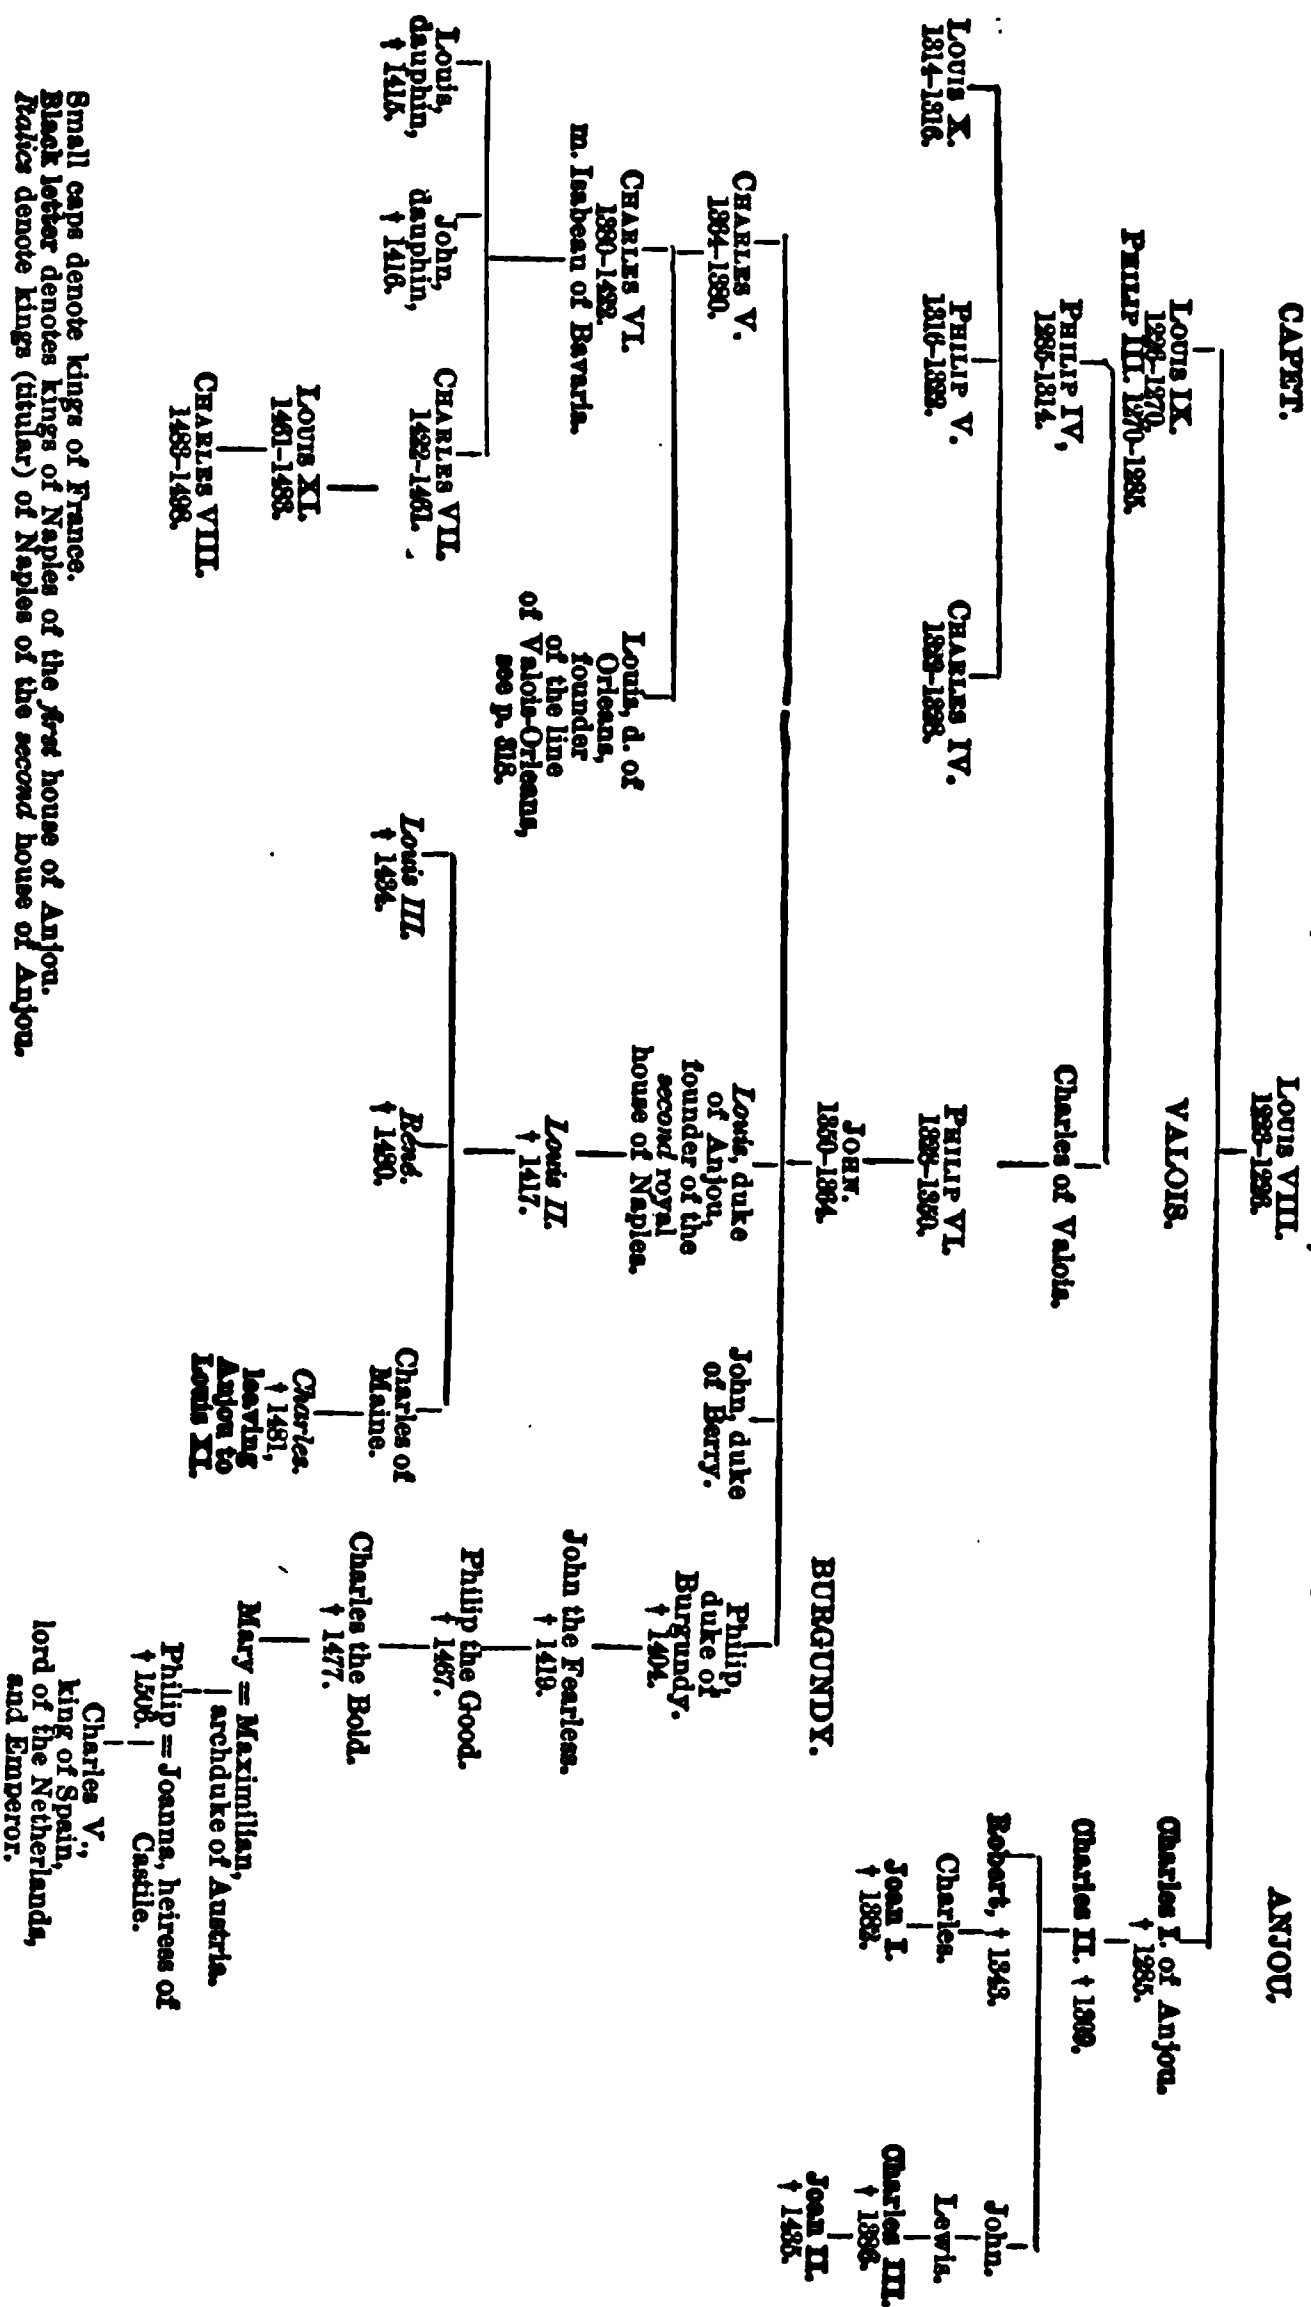 LOUIS VIII.
1223-1226.
CAPET.
VALOIS.
ANJOU.
LOUIS IX.
1226-1270.
PHILIP III. 1270-1285.
Charles I. of Anjou.
† 1285.
PHILIP IV,
1285-1314.
Charles of Valois.
Charles II. † 1309.
LOUIS X.
1314-1316.
PHILIP V.
1316-1322.
CHARLES IV.
1322-1328.
PHILIP VI.
1328-1350.
Robert, † 1343.
John.
Charles.
Lewis.
Joan I.
† 1382.
Charles III.
† 1386.
Joan II.
† 1435.
JOHN.
1350-1364.
BURGUNDY.
CHARLES V.
1364-1380.
Louis, duke
of Anjou,
founder of the
second royal
house of Naples.
John, duke
of Berry.
Philip,
duke of
Burgundy.
† 1404.
CHARLES VI.
1380-1422.
m. Isabeau of Bavaria.
Louis, d. of
Orleans,
founder
of the line
of Valois-Orleans,
see p. 318.
Louis II.
† 1417.
John the Fearless.
† 1419.
Louis,
dauphin,
† 1415.
John,
dauphin,
† 1416.
CHARLES VII.
1422-1461.
Louis III.
† 1434.
René.
† 1480.
Charles of
Maine.
Philip the Good.
† 1467.
LOUIS XI.
1461-1483.
Charles.
† 1481,
leaving
Anjou to
Louis XI.
Charles the Bold.
† 1477.
CHARLES VIII.
1483-1498.
Mary = Maximilian,
archduke of Austria.
Philip = Joanna, heiress of
† 1506. Castile.
Charles V.,
king of Spain,
lord of the Netherlands,
and Emperor.
Small caps denote kings of France.
Black letter denotes kings of Naples of the first house of Anjou.
Italics denote kings (titular) of Naples of the second house of Anjou.